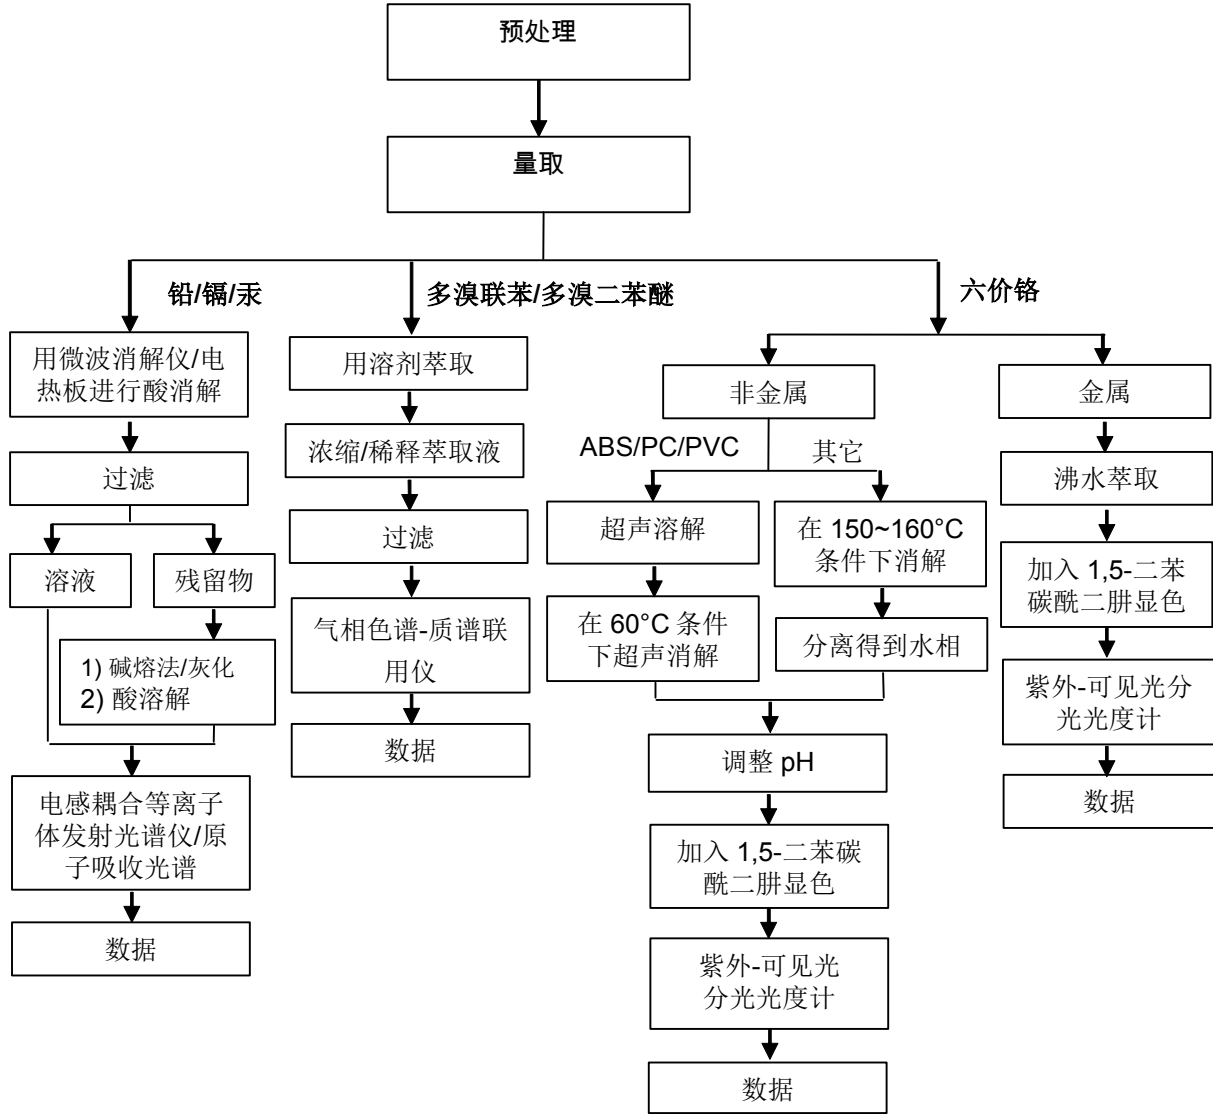 预处理
量取
铅/镉/汞
多溴联苯/多溴二苯醚
六价铬
用微波消解仪/电
热板进行酸消解
过滤
溶液
残留物
1) 碱熔法/灰化
2) 酸溶解
电感耦合等离子
体发射光谱仪/原
子吸收光谱
数据
用溶剂萃取
浓缩/稀释萃取液
过滤
气相色谱-质谱联
用仪
数据
非金属
ABS/PC/PVC
其它
超声溶解
在 60°C 条件
下超声消解
在 150~160°C
条件下消解
分离得到水相
调整 pH
加入 1,5-二苯碳
酰二肼显色
紫外-可见光
分光光度计
数据
金属
沸水萃取
加入 1,5-二苯
碳酰二肼显色
紫外-可见光分
光光度计
数据